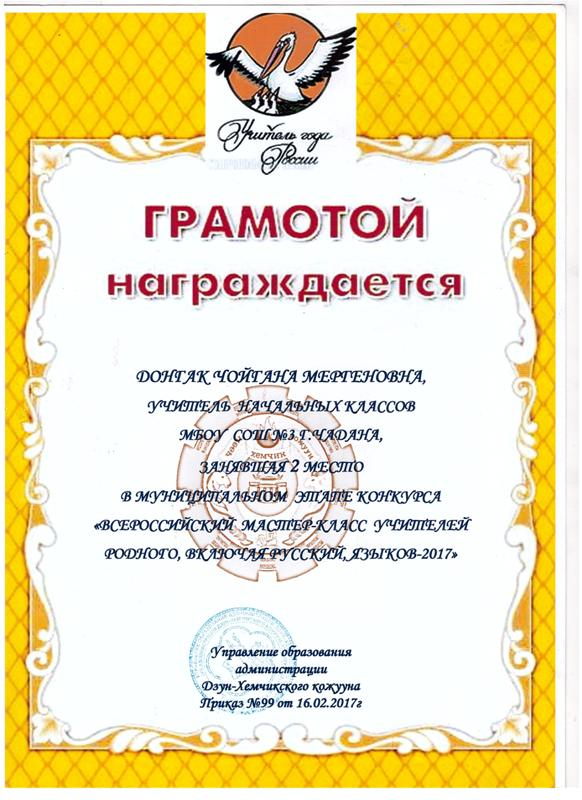 Учитель года
России
ГРАМОТОЙ
награждается
ДОНГАК ЧОЙГАНА МЕРГЕНОВНА,
УЧИТЕЛЬ НАЧАЛЬНЫХ КЛАССОВ
МБОУ СОШ №3 Г.ЧАДАНА,
ЗАНЯВШАЯ 2 МЕСТО
В МУНИЦИПАЛЬНОМ ЭТАПЕ КОНКУРСА
«ВСЕРОССИЙСКИЙ МАСТЕР-КЛАСС УЧИТЕЛЕЙ
РОДНОГО, ВКЛЮЧАЯ РУССКИЙ, ЯЗЫКОВ-2017»
хемчик
Управление образования
администрации
Дзун-Хемчикского кожууна
Приказ №99 от 16.02.2017г